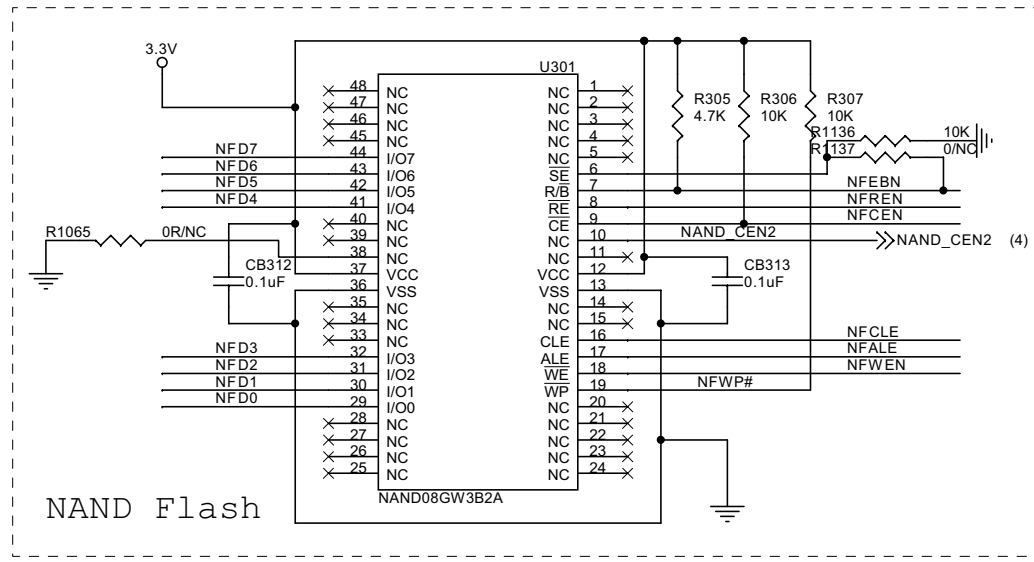 3.3V
U301
48 NC NC 1
47 NC NC 2
46 NC NC 3
45 NC NC 4
NFD7 44 I/O7 NC 5
NFD6 43 I/O6 SE 6
NFD5 42 I/O5 R/B 7 NFEBN
NFD4 41 I/O4 RE 8 NFREN
40 NC CE 9 NFCEN
39 NC NC 10 NAND_CEN2 NAND_CEN2 (4)
R1065 0R/NC 38 NC NC 11
37 VCC VCC 12
36 VSS VSS 13
35 NC NC 14
34 NC NC 15
33 NC CLE 16 NFCLE
NFD3 32 I/O3 ALE 17 NFALE
NFD2 31 I/O2 WE 18 NFWEN
NFD1 30 I/O1 WP 19 NFWP#
NFD0 29 I/O0 NC 20
28 NC NC 21
27 NC NC 22
26 NC NC 23
25 NC NC 24
R305
4.7K
R306
10K
R307
10K
R1136 10K
R1137 0/NC
CB312
0.1uF
CB313
0.1uF
NAND08GW3B2A
NAND Flash